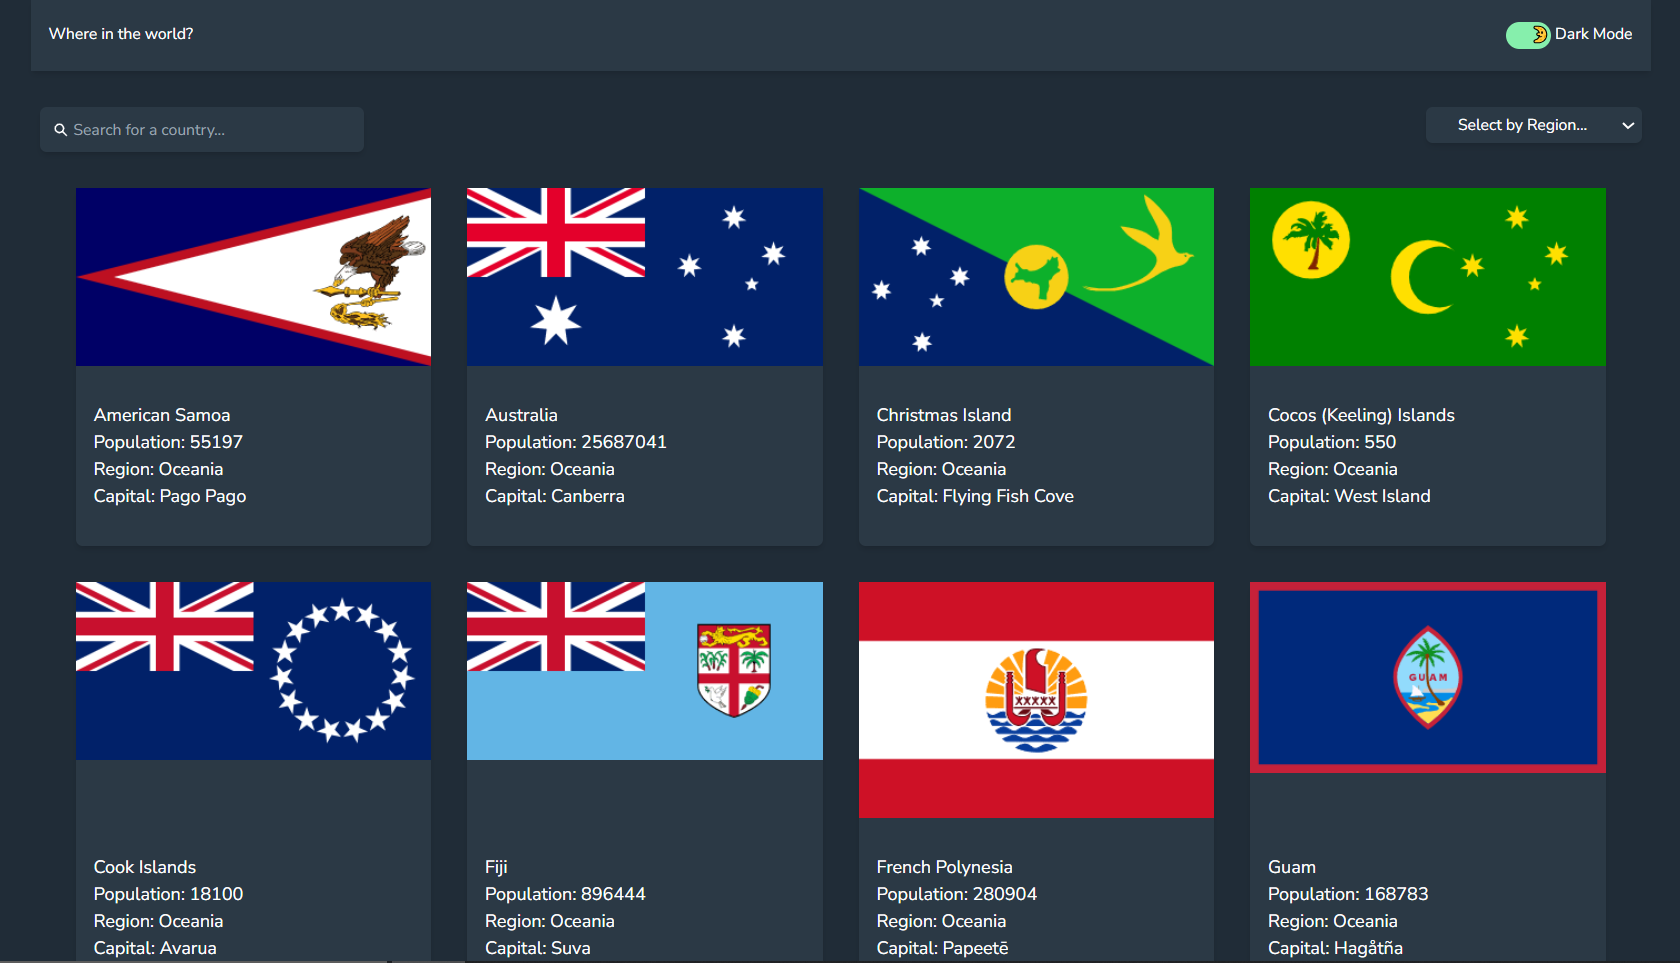 Where in the world?
Dark Mode
Search for a country...
Select by Region...
American Samoa
Population: 55197
Region: Oceania
Capital: Pago Pago
Australia
Population: 25687041
Region: Oceania
Capital: Canberra
Christmas Island
Population: 2072
Region: Oceania
Capital: Flying Fish Cove
Cocos (Keeling) Islands
Population: 550
Region: Oceania
Capital: West Island
GUAM
Cook Islands
Population: 18100
Region: Oceania
Capital: Avarua
Fiji
Population: 896444
Region: Oceania
Capital: Suva
French Polynesia
Population: 280904
Region: Oceania
Capital: Papeetē
Guam
Population: 168783
Region: Oceania
Capital: Hagåtña